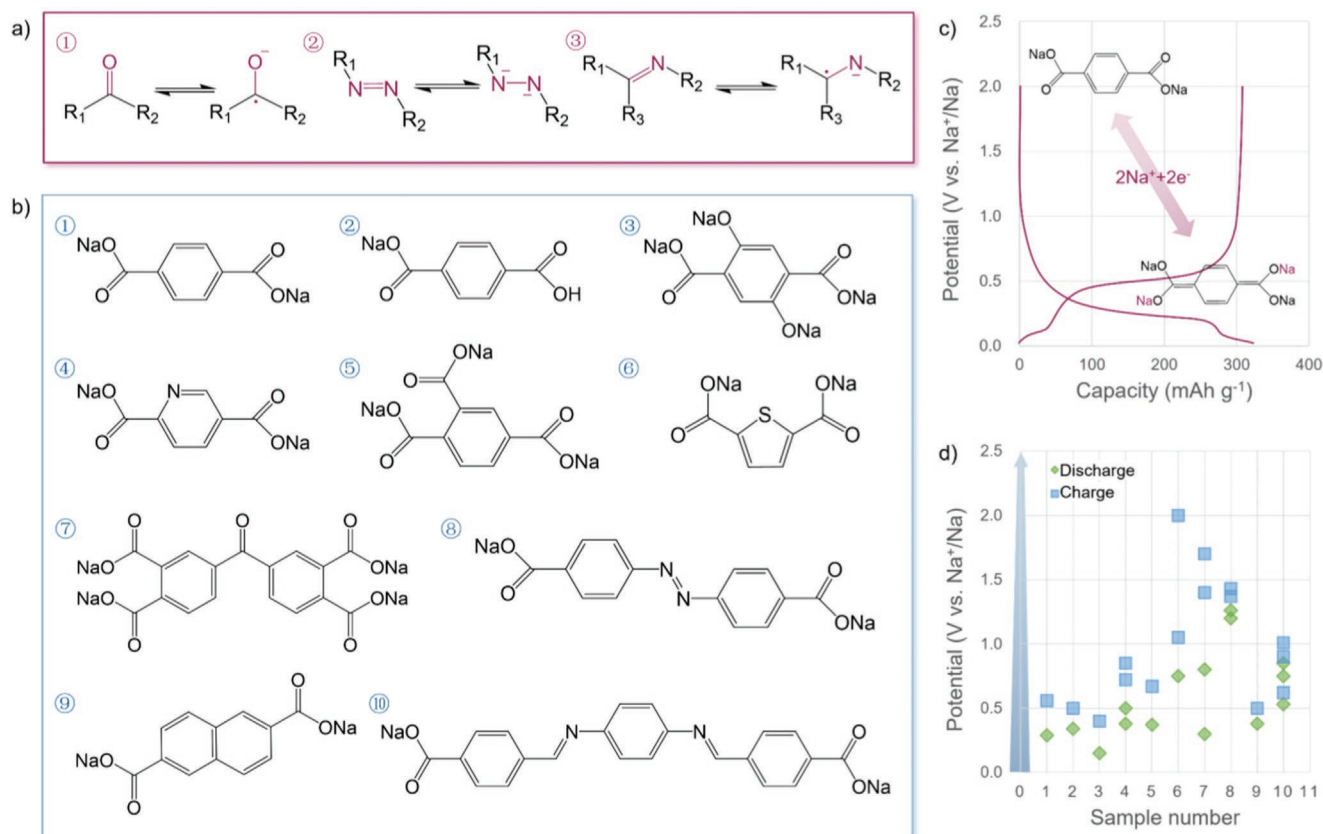 a)
① ② ③
O O⁻ R₁ N=N R₂ R₁ N⁻–N⁻ R₂ R₁ N R₂ R₃ R₁ N⁻ R₂ R₃
R₁ R₂ R₁ R₂
b)
① NaO O O ONa
② NaO O O OH
③ NaO NaO O O ONa ONa
④ NaO O N O ONa
⑤ ONa O NaO O O ONa
⑥ ONa ONa O S O
⑦ O O O NaO ONa NaO ONa O O
⑧ NaO O N N O ONa
⑨ O ONa NaO O
⑩ NaO O N N O ONa
c)
Potential (V vs. Na⁺/Na)
2.5
2.0
1.5
1.0
0.5
0.0
NaO O O ONa
2Na⁺+2e⁻
NaO NaO ONa ONa
0 100 200 300 400
Capacity (mAh g⁻¹)
d)
Potential (V vs. Na⁺/Na)
2.5
2.0
1.5
1.0
0.5
0.0
Discharge
Charge
0 1 2 3 4 5 6 7 8 9 10 11
Sample number